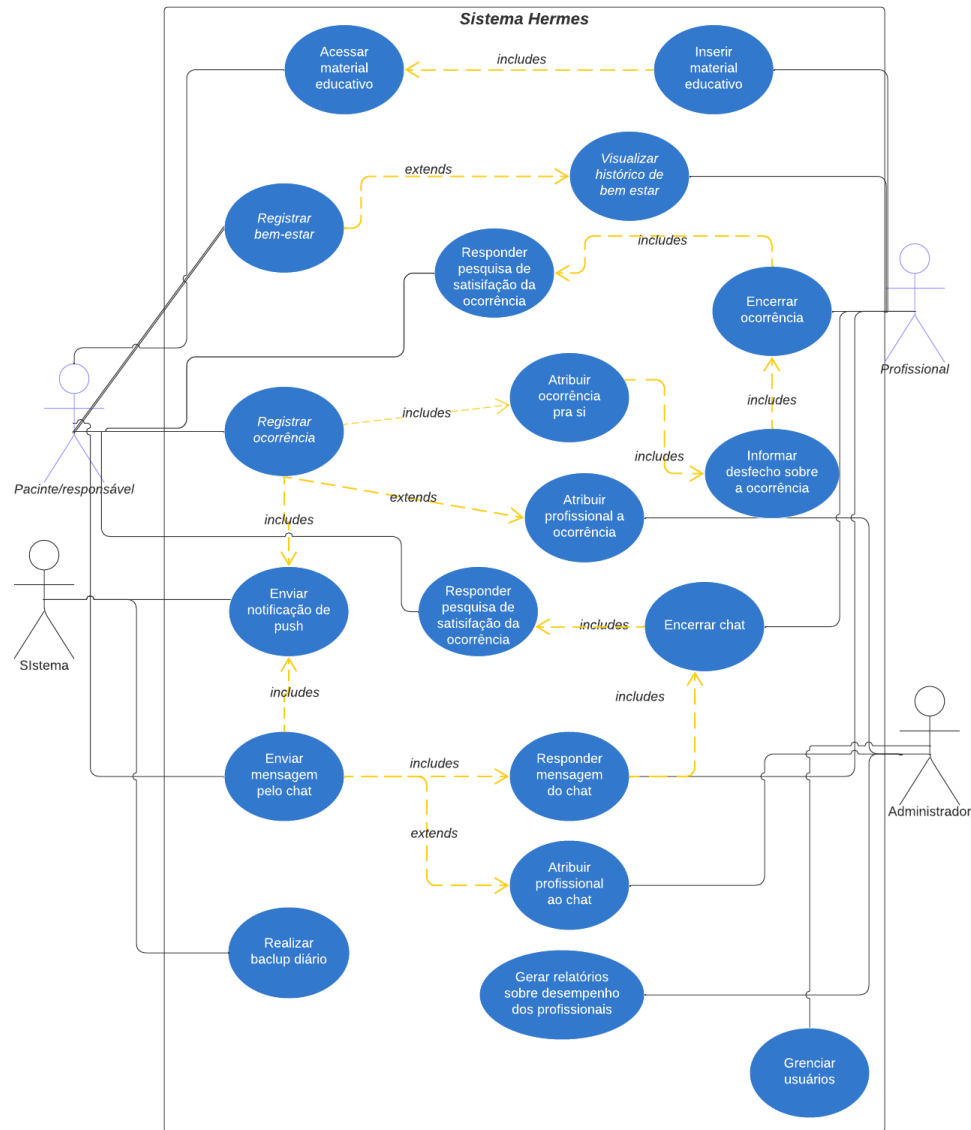 Sistema Hermes
Acessar
material
educativo
includes
Inserir
material
educativo
extends
Visualizar
histórico de
bem estar
Registrar
bem-estar
includes
Responder
pesquisa de
satisifação da
ocorrência
Encerrar
ocorrência
Profissional
Atribuir
ocorrência
pra si
includes
includes
Registrar
ocorrência
includes
Informar
desfecho sobre
a ocorrência
Pacinte/responsável
extends
Atribuir
profissional a
ocorrência
includes
SIstema
Enviar
notificação de
push
Responder
pesquisa de
satisifação da
ocorrência
includes
Encerrar chat
includes
includes
Enviar
mensagem
pelo chat
includes
Responder
mensagem
do chat
Administrador
extends
Atribuir
profissional
ao chat
Realizar
baclup diário
Gerar relatórios
sobre desempenho
dos profissionais
Grenciar
usuários